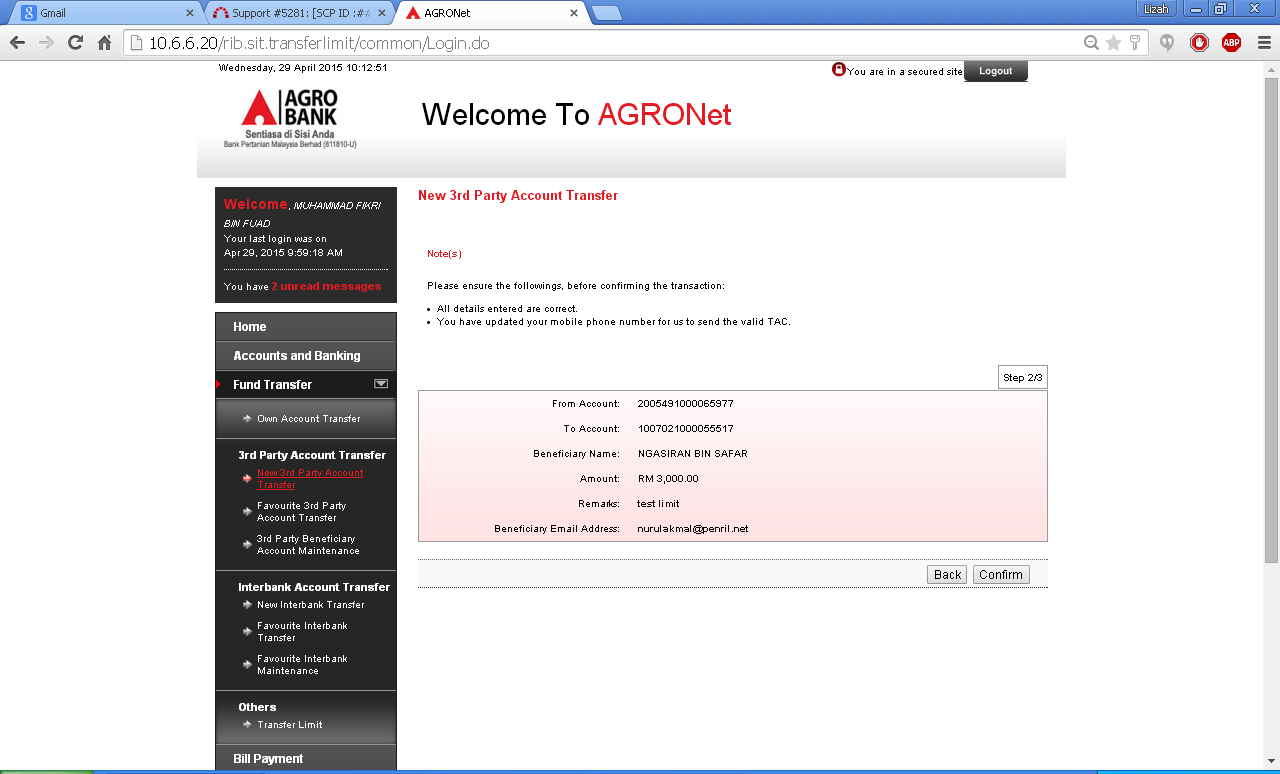 Gmail
Support #5281: [SCP ID :##
AGRONet
Lizah
10.6.6.20/rib.sit.transferlimit/common/Login.do
ABP
Wednesday, 29 April 2015 10:12:51
You are in a secured site
Logout
AGRO
BANK
Sentiasa di Sisi Anda
Bank Pertanian Malaysia Berhad (811810-U)
Welcome To AGRONet
Welcome, MUHAMMAD FIKRI
BIN FUAD
Your last login was on
Apr 29, 2015 9:59:18 AM
You have 2 unread messages
Home
Accounts and Banking
Fund Transfer
Own Account Transfer
3rd Party Account Transfer
New 3rd Party Account
Transfer
Favourite 3rd Party
Account Transfer
3rd Party Beneficiary
Account Maintenance
Interbank Account Transfer
New Interbank Transfer
Favourite Interbank
Transfer
Favourite Interbank
Maintenance
Others
Transfer Limit
Bill Payment
New 3rd Party Account Transfer
Note(s)
Please ensure the followings, before confirming the transaction:
• All details entered are correct.
• You have updated your mobile phone number for us to send the valid TAC.
Step 2/3
From Account: 2005491000065977
To Account: 1007021000055517
Beneficiary Name: NGASIRAN BIN SAFAR
Amount: RM 3,000.00
Remarks: test limit
Beneficiary Email Address: nurulakmal@penril.net
Back Confirm